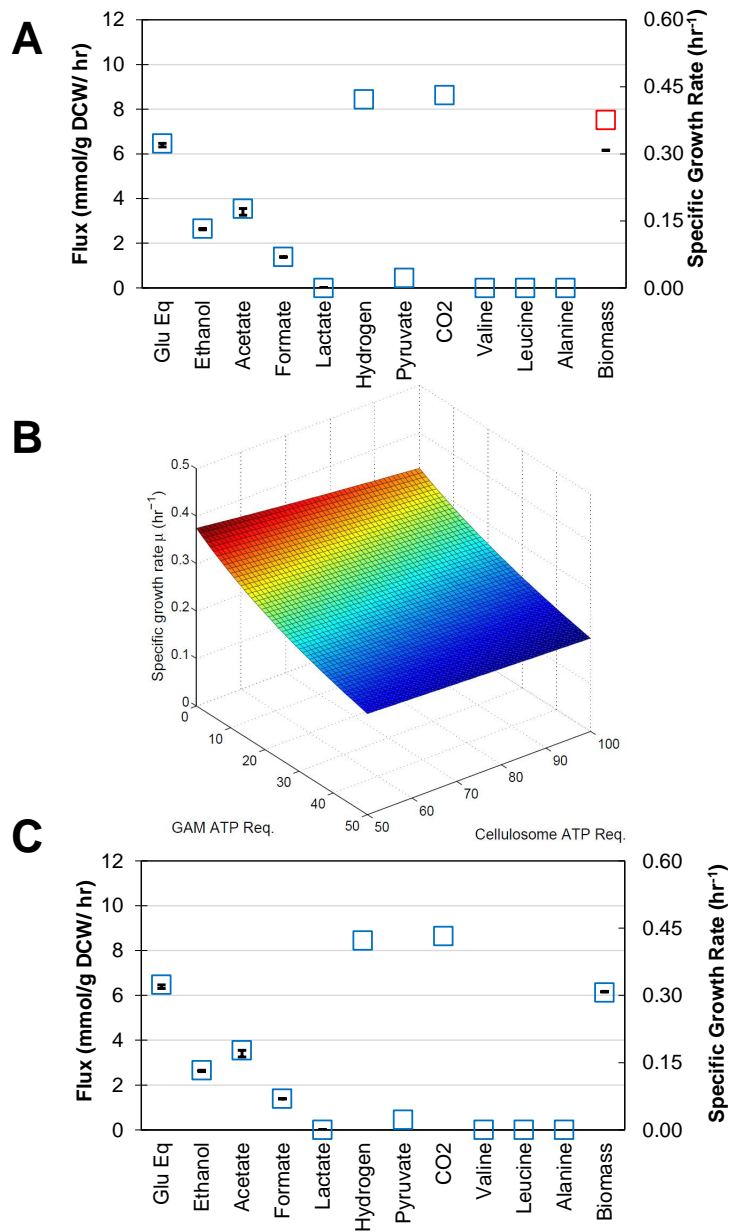 A
Flux (mmol/g DCW/ hr)
12
10
8
6
4
2
0
0.60
0.45
0.30
0.15
0.00
Specific Growth Rate (hr⁻¹)
Glu Eq
Ethanol
Acetate
Formate
Lactate
Hydrogen
Pyruvate
CO2
Valine
Leucine
Alanine
Biomass
B
Specific growth rate μ (hr⁻¹)
0.5
0.4
0.3
0.2
0.1
0
0
10
20
30
40
50
50
60
70
80
90
100
GAM ATP Req.
Cellulosome ATP Req.
C
Flux (mmol/g DCW/ hr)
12
10
8
6
4
2
0
0.60
0.45
0.30
0.15
0.00
Specific Growth Rate (hr⁻¹)
Glu Eq
Ethanol
Acetate
Formate
Lactate
Hydrogen
Pyruvate
CO2
Valine
Leucine
Alanine
Biomass